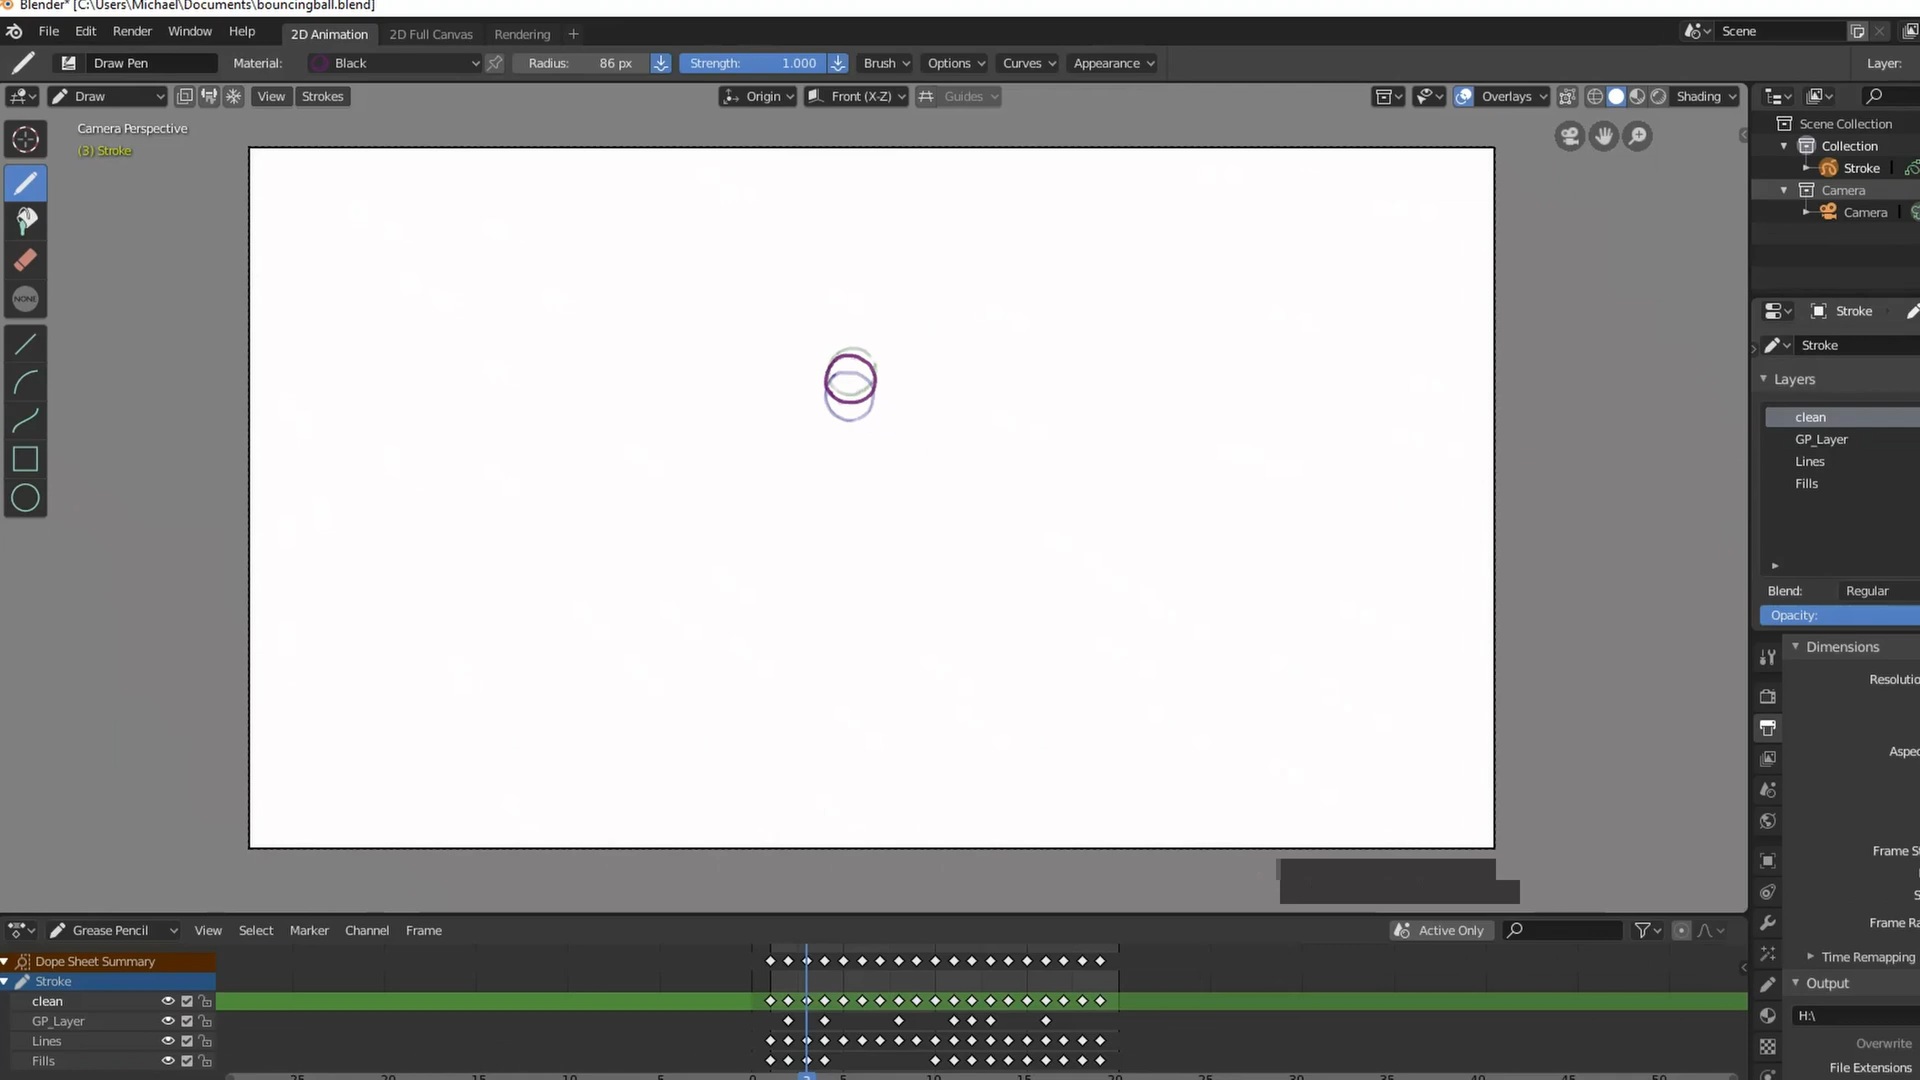 Blender* [C:\Users\Michael\Documents\bouncingball.blend]
File Edit Render Window Help 2D Animation 2D Full Canvas Rendering + Scene
Draw Pen Material: Black Radius: 86 px Strength: 1.000 Brush Options Curves Appearance Layer:
Draw View Strokes Origin Front (X-Z) Guides Overlays Shading
Camera Perspective
(3) Stroke
NONE
Scene Collection
Collection
Stroke
Camera
Camera
Stroke
Stroke
Layers
clean
GP_Layer
Lines
Fills
Blend: Regular
Opacity:
Dimensions
Resolutio
Aspec
Frame St
Frame Ra
Time Remapping
Output
H:\
Overwrite
File Extensions
Grease Pencil View Select Marker Channel Frame Active Only
Dope Sheet Summary
Stroke
clean
GP_Layer
Lines
Fills